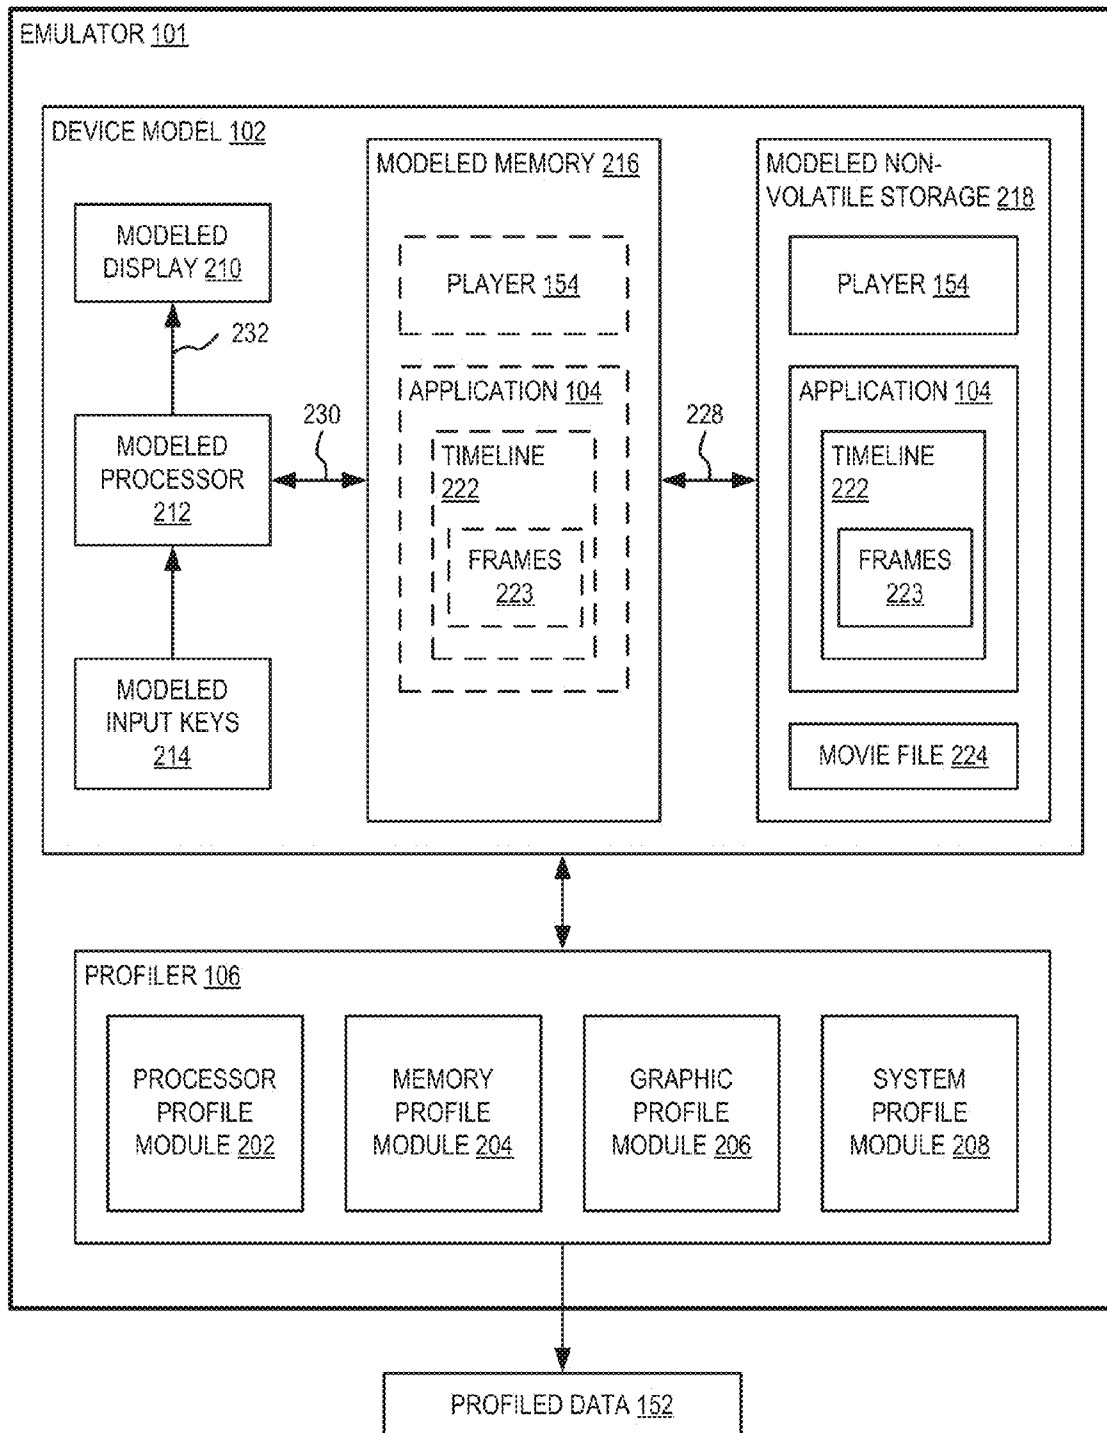 EMULATOR 101
DEVICE MODEL 102
MODELED
DISPLAY 210
232
MODELED
PROCESSOR
212
MODELED
INPUT KEYS
214
230
MODELED MEMORY 216
PLAYER 154
APPLICATION 104
TIMELINE
222
FRAMES
223
228
MODELED NON-
VOLATILE STORAGE 218
PLAYER 154
APPLICATION 104
TIMELINE
222
FRAMES
223
MOVIE FILE 224
PROFILER 106
PROCESSOR
PROFILE
MODULE 202
MEMORY
PROFILE
MODULE 204
GRAPHIC
PROFILE
MODULE 206
SYSTEM
PROFILE
MODULE 208
PROFILED DATA 152